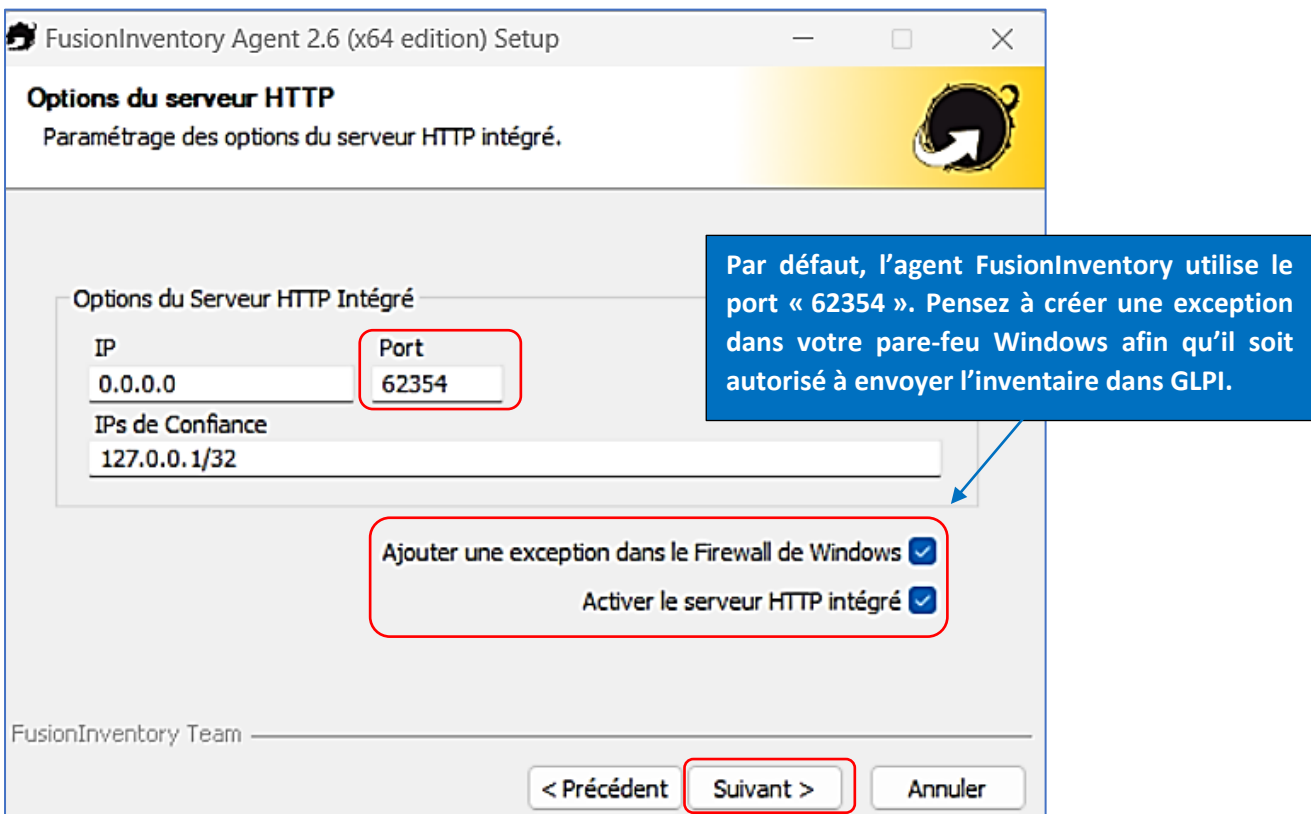 FusionInventory Agent 2.6 (x64 edition) Setup
Options du serveur HTTP
Paramétrage des options du serveur HTTP intégré.
Par défaut, l’agent FusionInventory utilise le
port « 62354 ». Pensez à créer une exception
dans votre pare-feu Windows afin qu’il soit
autorisé à envoyer l’inventaire dans GLPI.
Options du Serveur HTTP Intégré
IP
Port
0.0.0.0
62354
IPs de Confiance
127.0.0.1/32
Ajouter une exception dans le Firewall de Windows
Activer le serveur HTTP intégré
FusionInventory Team
< Précédent
Suivant >
Annuler